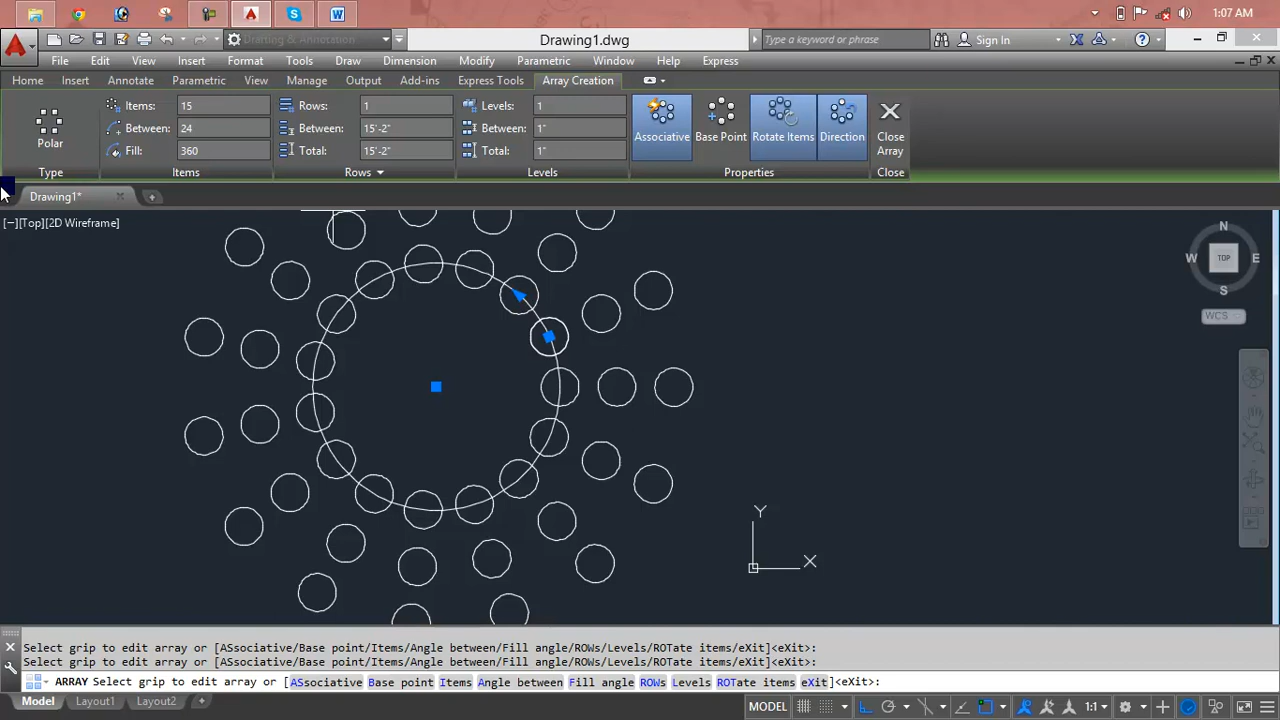 1:07 AM
Drafting & Annotation
Drawing1.dwg
Type a keyword or phrase
Sign In
File Edit View Insert Format Tools Draw Dimension Modify Parametric Window Help Express
Home Insert Annotate Parametric View Manage Output Add-ins Express Tools Array Creation
Items: 15 Rows: 1 Levels: 1
Between: 24 Between: 15'-2" Between: 1"
Fill: 360 Total: 15'-2" Total: 1"
Polar
Associative Base Point Rotate Items Direction Close Array
Type Items Rows Levels Properties Close
Drawing1*
[−][Top][2D Wireframe]
N
W TOP E
S
WCS
Y
X
Select grip to edit array or [ASsociative/Base point/Items/Angle between/Fill angle/ROWs/Levels/ROTate items/eXit]<eXit>:
Select grip to edit array or [ASsociative/Base point/Items/Angle between/Fill angle/ROWs/Levels/ROTate items/eXit]<eXit>:
ARRAY Select grip to edit array or [ASsociative Base point Items Angle between Fill angle ROWs Levels ROTate items eXit]<eXit>:
Model Layout1 Layout2 +
MODEL 1:1